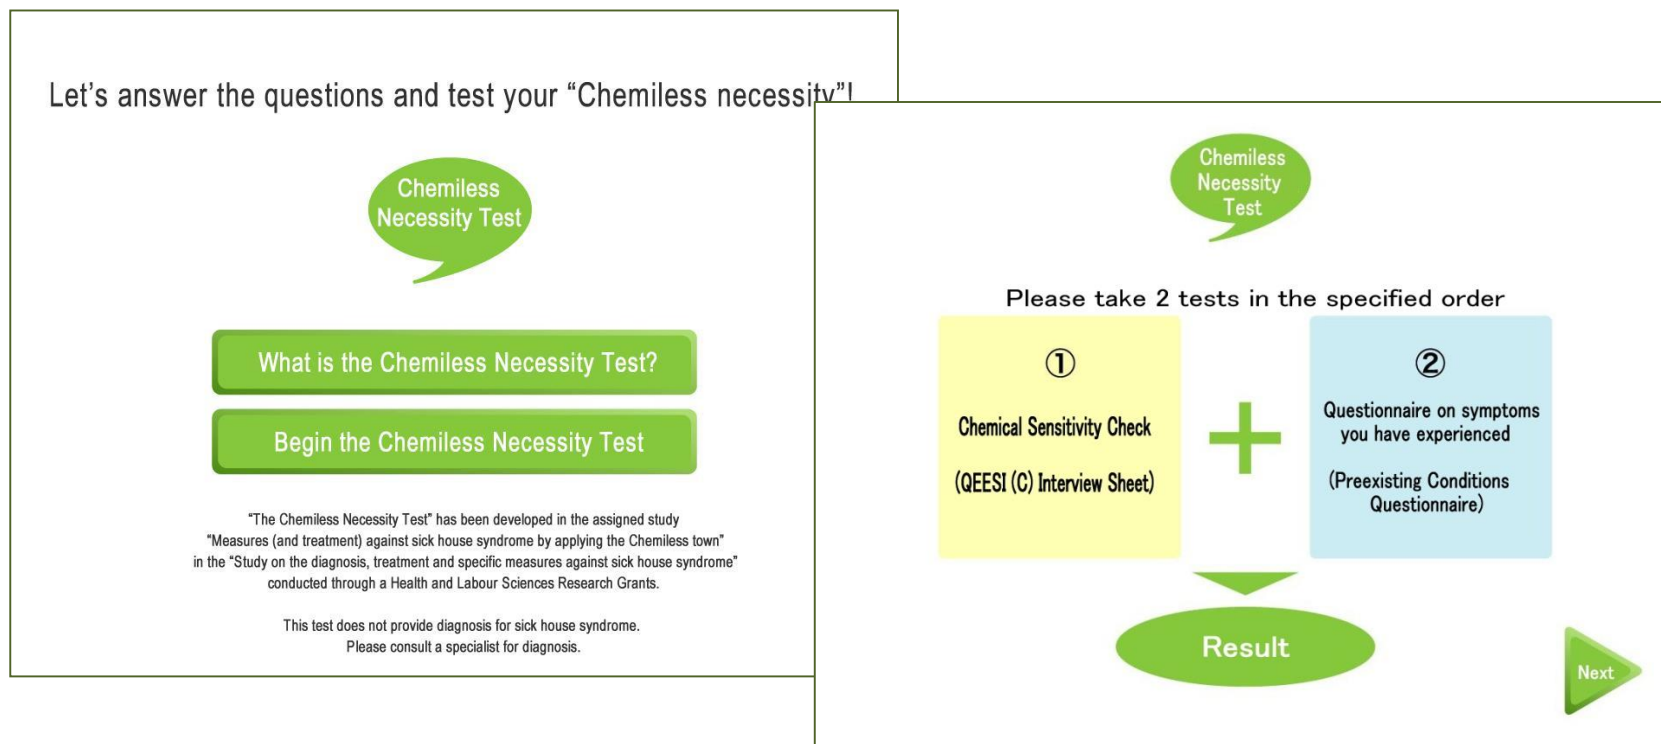 Let's answer the questions and test your “Chemiless necessity”!
Chemiless
Necessity Test
What is the Chemiless Necessity Test?
Begin the Chemiless Necessity Test
“The Chemiless Necessity Test” has been developed in the assigned study
“Measures (and treatment) against sick house syndrome by applying the Chemiless town”
in the “Study on the diagnosis, treatment and specific measures against sick house syndrome”
conducted through a Health and Labour Sciences Research Grants.
This test does not provide diagnosis for sick house syndrome.
Please consult a specialist for diagnosis.
Chemiless
Necessity
Test
Please take 2 tests in the specified order
①
Chemical Sensitivity Check
(QEESI (C) Interview Sheet)
+
②
Questionnaire on symptoms
you have experienced
(Preexisting Conditions
Questionnaire)
Result
Next